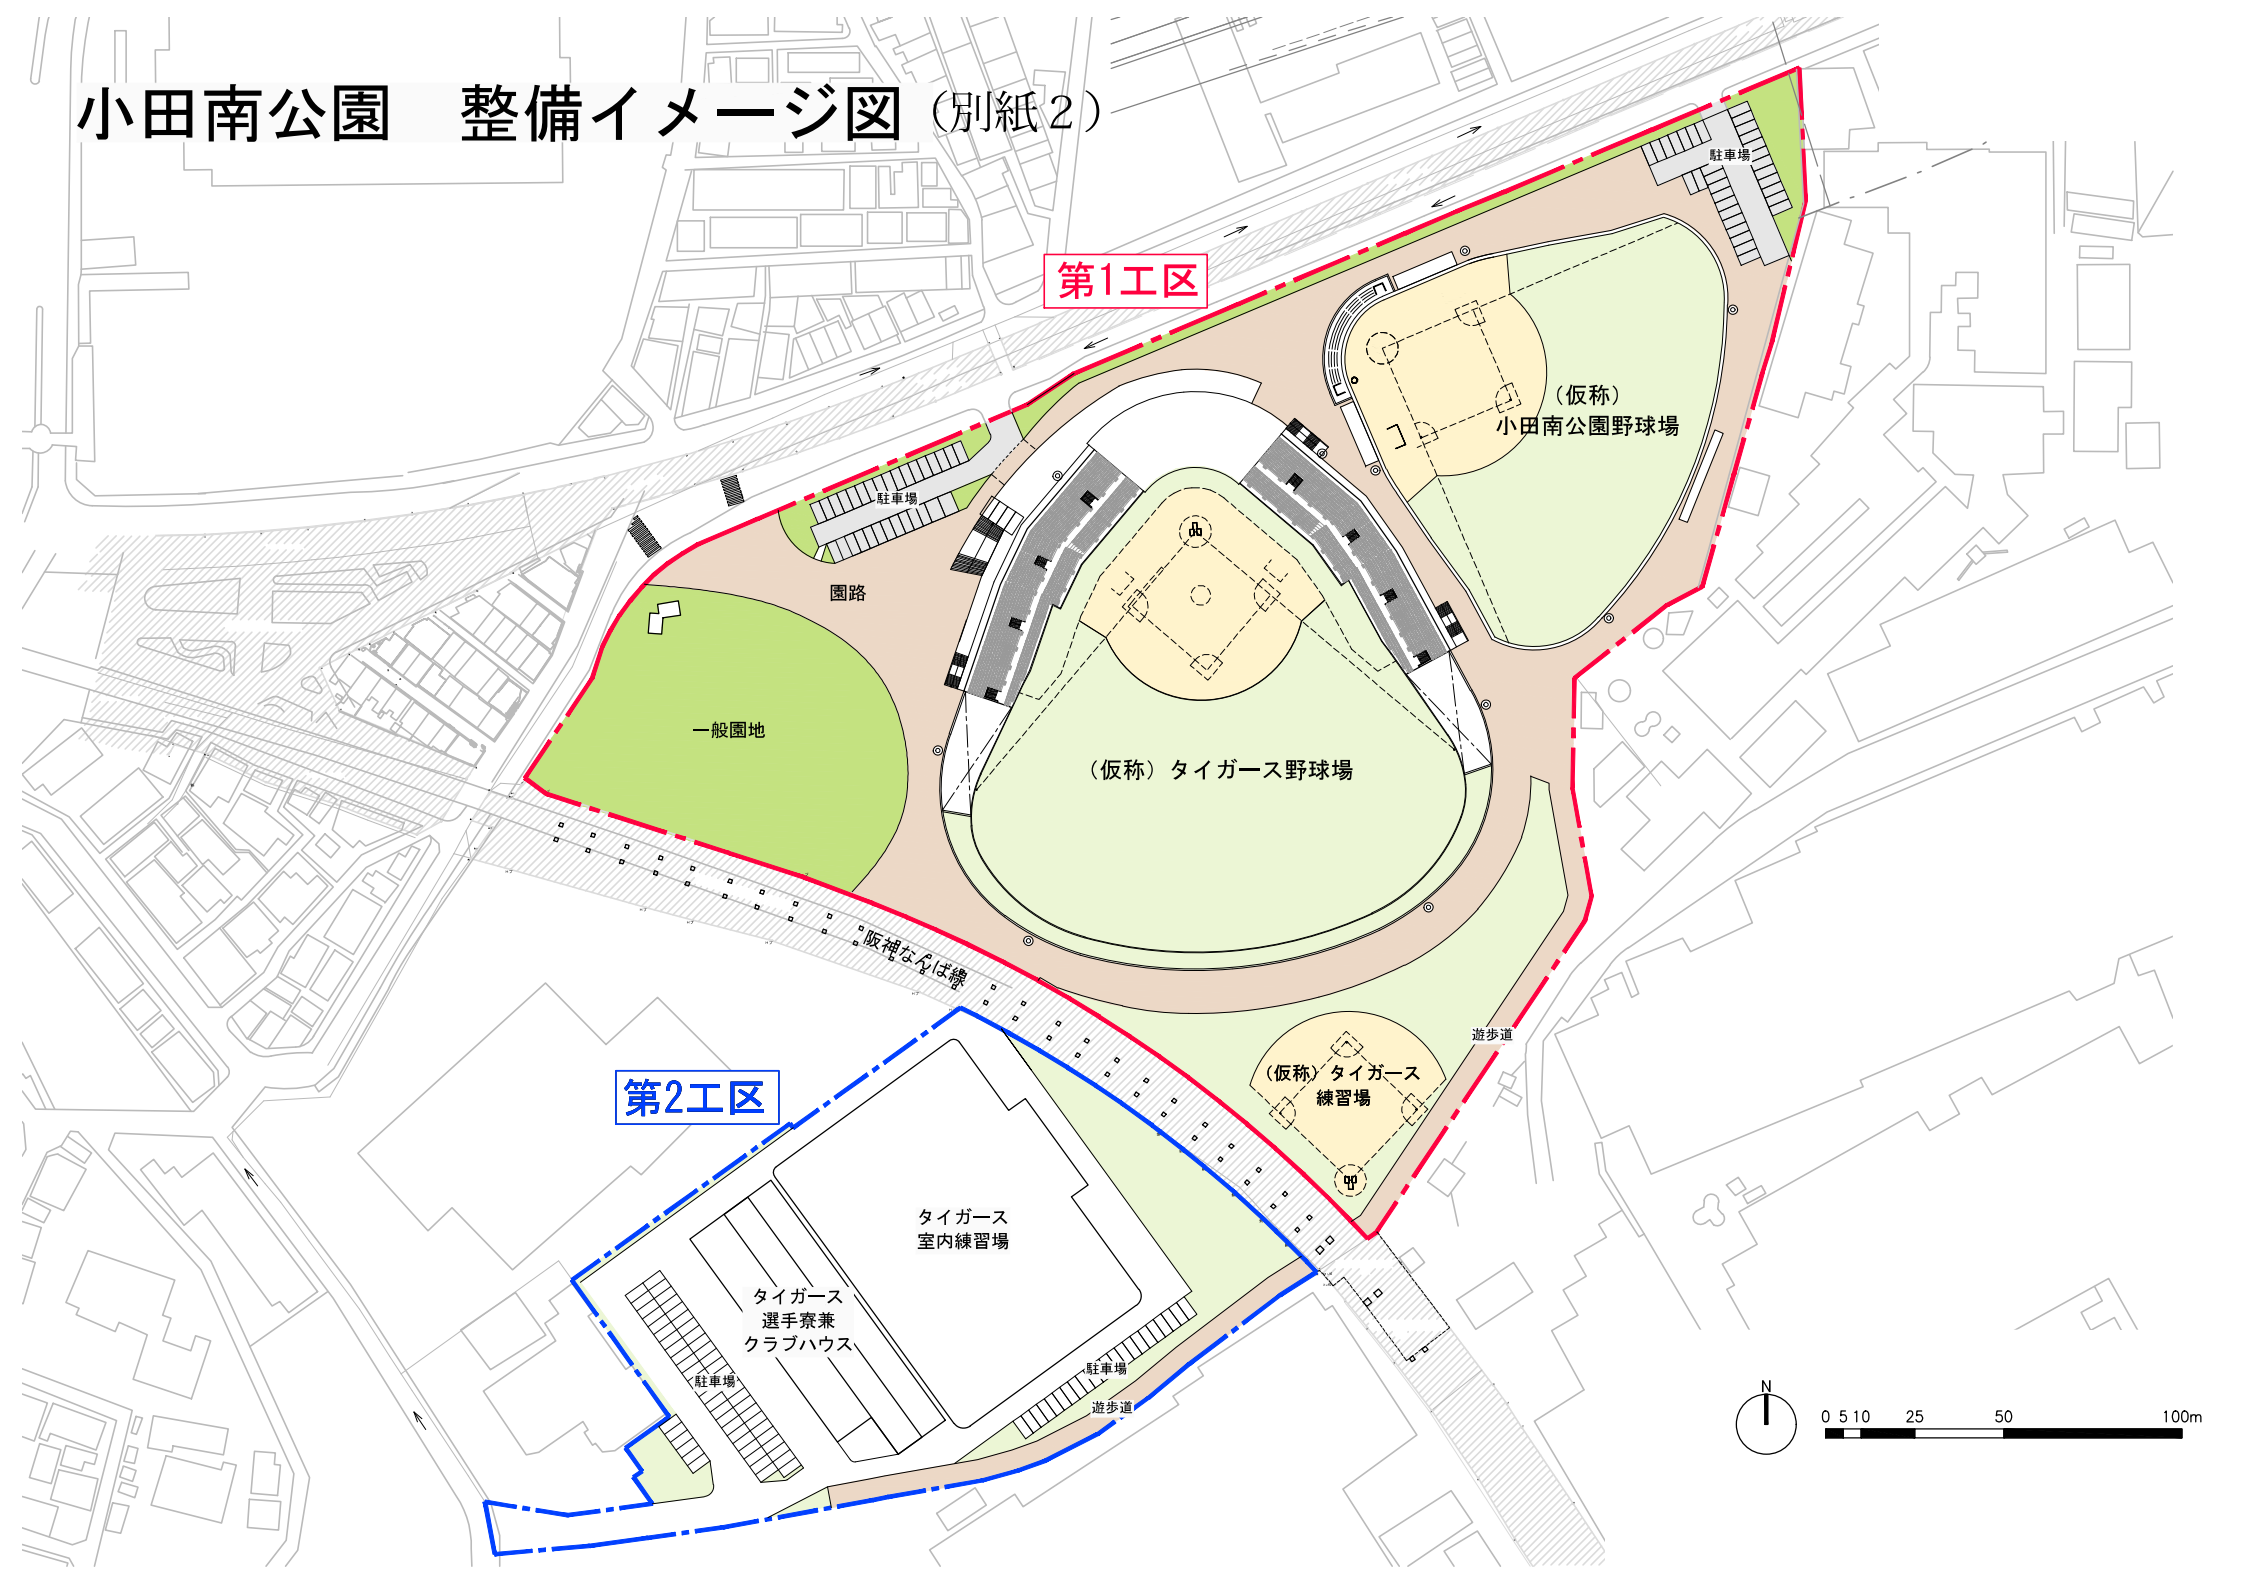 小田南公園　整備イメージ図（別紙２）
駐車場
第1工区
（仮称）
小田南公園野球場
駐車場
園路
一般園地
（仮称）タイガース野球場
阪神なんば線
遊歩道
（仮称）タイガース
練習場
第2工区
タイガース
室内練習場
タイガース
選手寮兼
クラブハウス
駐車場
駐車場
遊歩道
N
0 5 10 25 50 100m